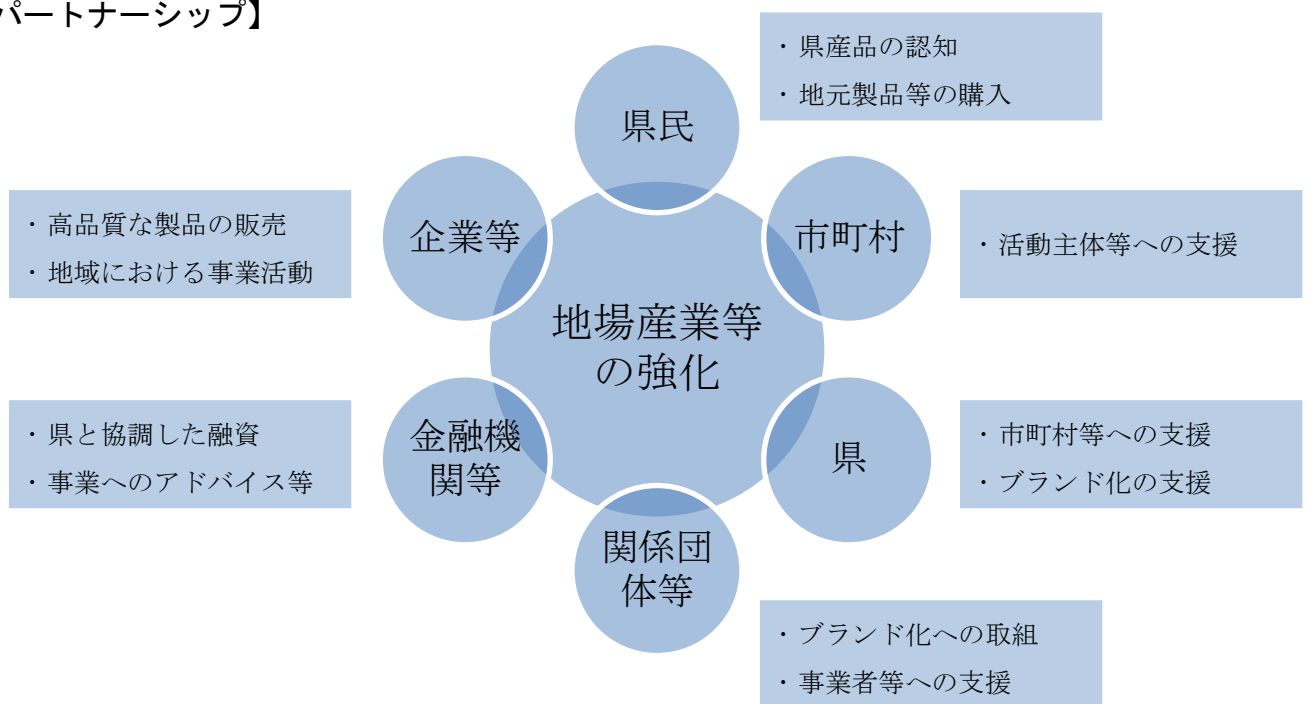 パートナーシップ】
・県産品の認知
・地元製品等の購入
県民
企業等
・高品質な製品の販売
・地域における事業活動
市町村
・活動主体等への支援
地場産業等
の強化
金融機
関等
・県と協調した融資
・事業へのアドバイス等
県
・市町村等への支援
・ブランド化の支援
関係団
体等
・ブランド化への取組
・事業者等への支援